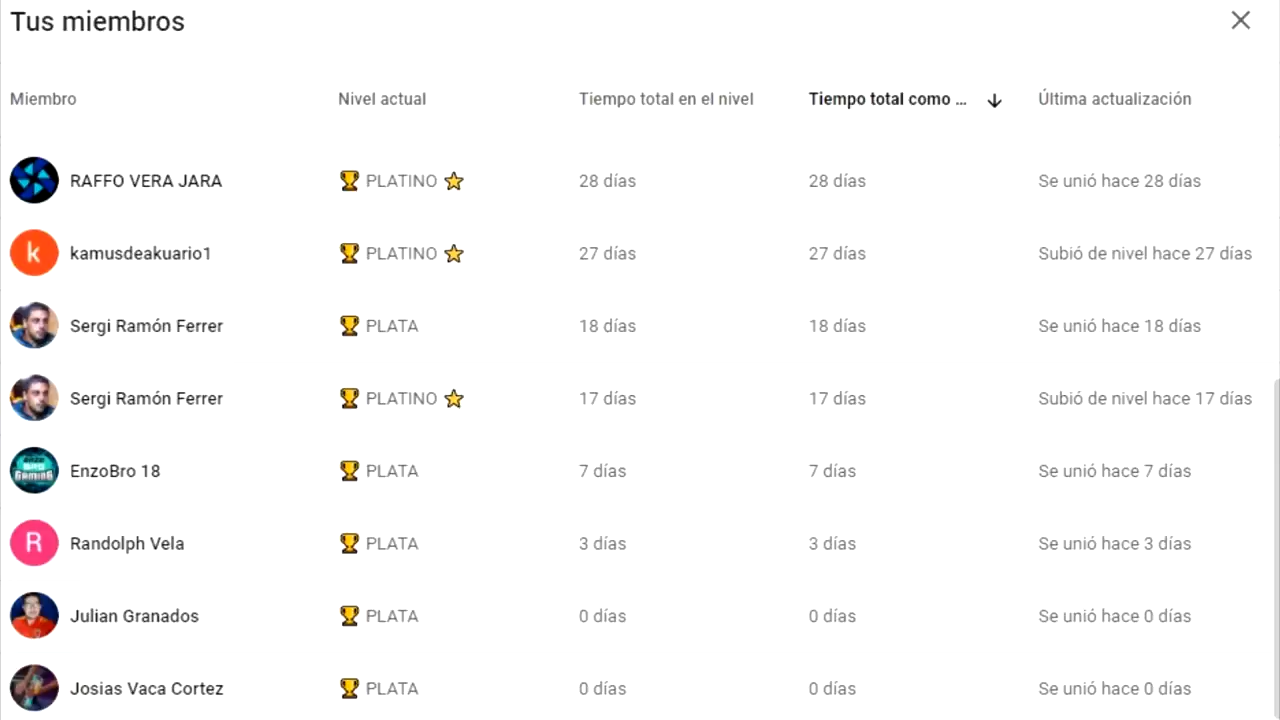 Tus miembros
Miembro Nivel actual Tiempo total en el nivel Tiempo total como ... Última actualización
RAFFO VERA JARA PLATINO 28 días 28 días Se unió hace 28 días
k kamusdeakuario1 PLATINO 27 días 27 días Subió de nivel hace 27 días
Sergi Ramón Ferrer PLATA 18 días 18 días Se unió hace 18 días
Sergi Ramón Ferrer PLATINO 17 días 17 días Subió de nivel hace 17 días
EnzoBro 18 PLATA 7 días 7 días Se unió hace 7 días
R Randolph Vela PLATA 3 días 3 días Se unió hace 3 días
Julian Granados PLATA 0 días 0 días Se unió hace 0 días
Josias Vaca Cortez PLATA 0 días 0 días Se unió hace 0 días